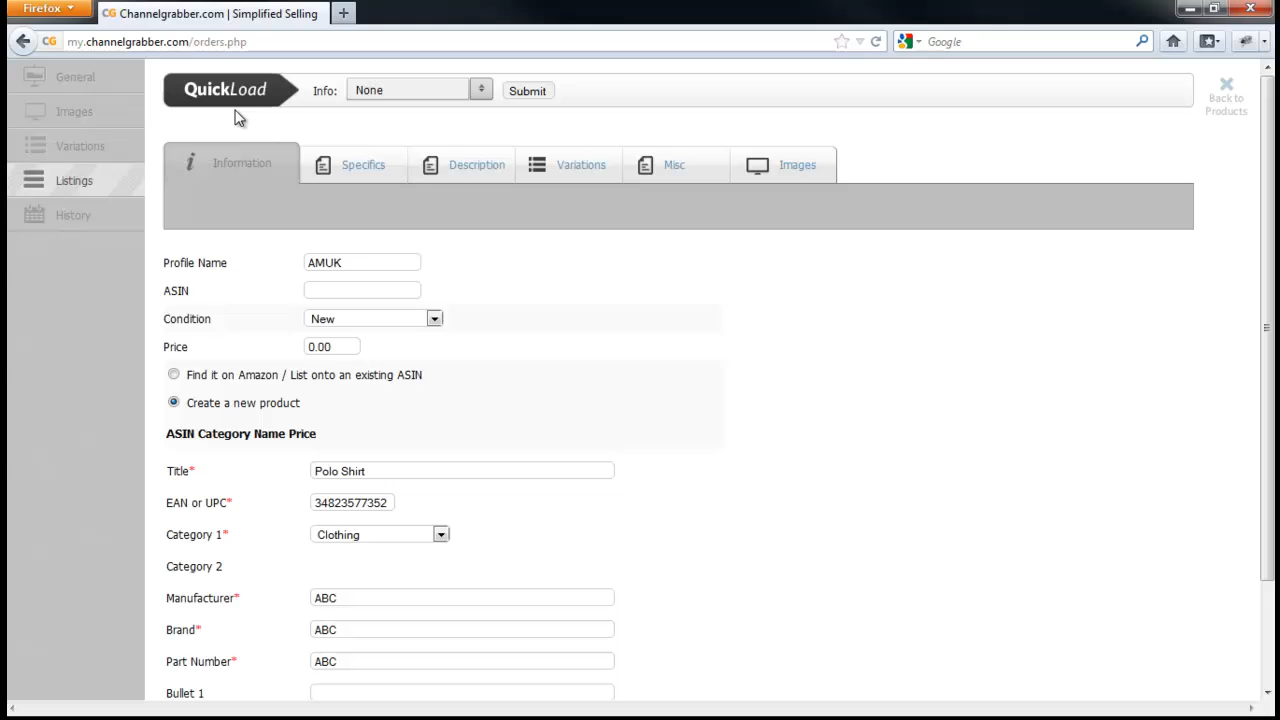 Firefox
CG Channelgrabber.com | Simplified Selling
CG my.channelgrabber.com/orders.php
Google
General
Images
Variations
Listings
History
QuickLoad
Info:
None
Submit
Back to
Products
Information
Specifics
Description
Variations
Misc
Images
Profile Name
AMUK
ASIN
Condition
New
Price
0.00
Find it on Amazon / List onto an existing ASIN
Create a new product
ASIN Category Name Price
Title*
Polo Shirt
EAN or UPC*
34823577352
Category 1*
Clothing
Category 2
Manufacturer*
ABC
Brand*
ABC
Part Number*
ABC
Bullet 1